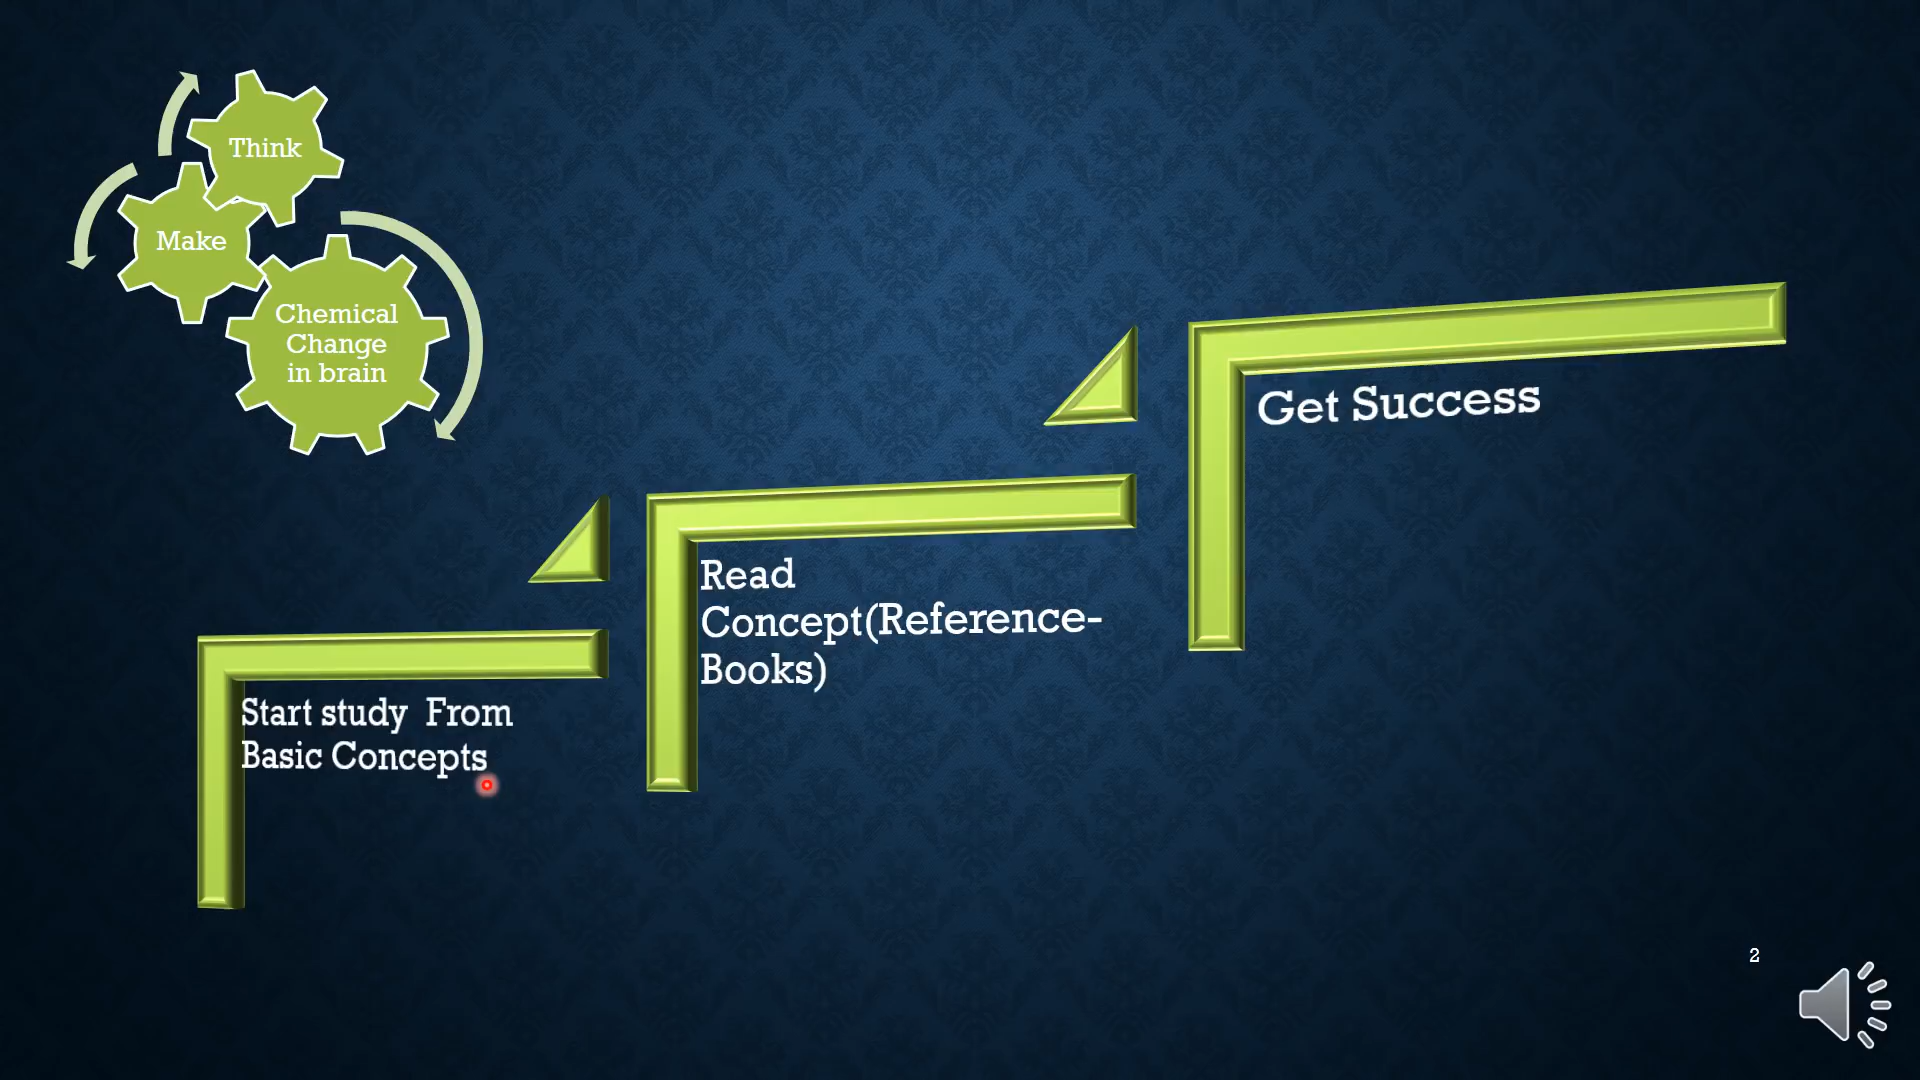 Think
Make
Chemical
Change
in brain
Get Success
Read
Concept(Reference-
Books)
Start study  From
Basic Concepts
2